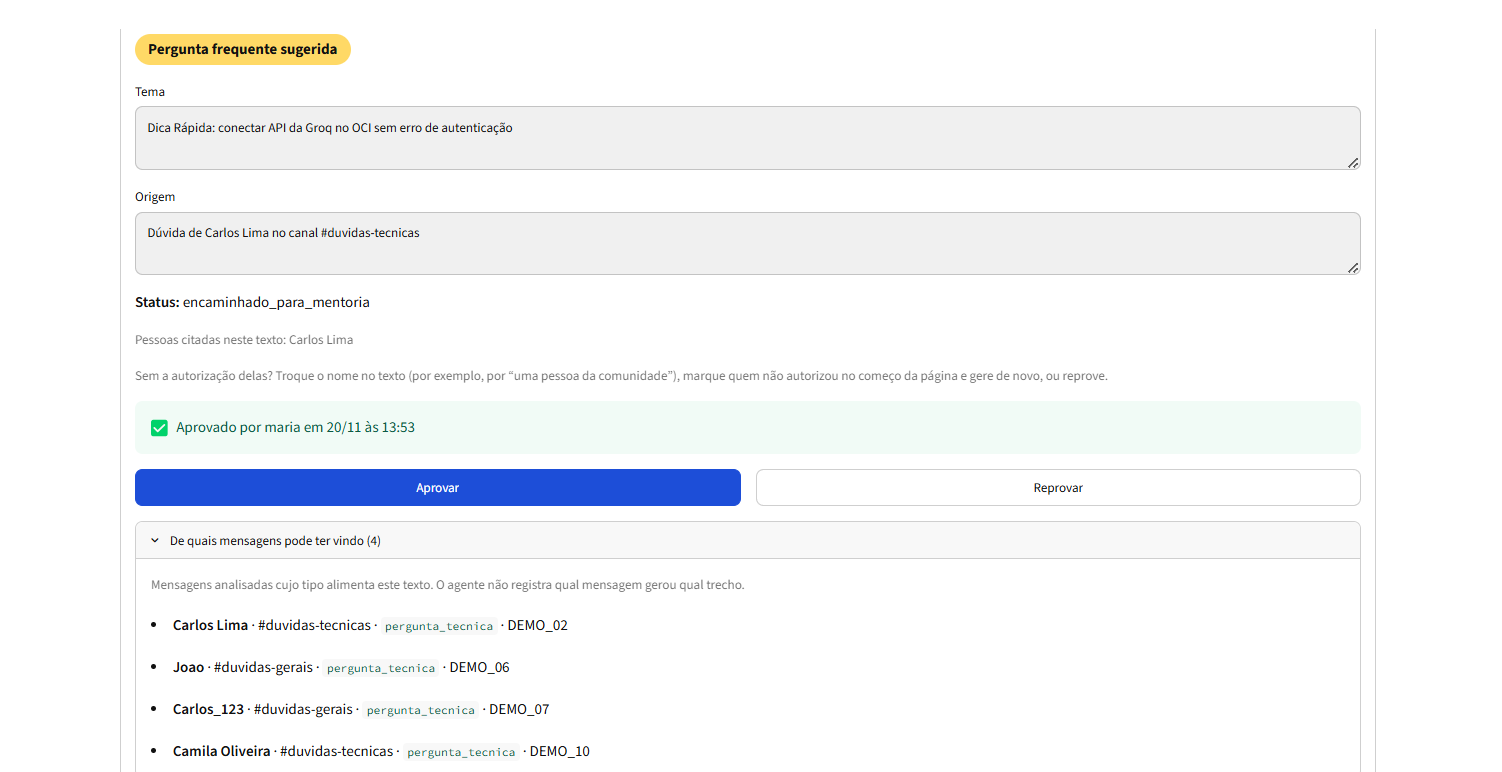 Pergunta frequente sugerida
Tema
Dica Rápida: conectar API da Groq no OCI sem erro de autenticação
Origem
Dúvida de Carlos Lima no canal #duvidas-tecnicas
Status: encaminhado_para_mentoria
Pessoas citadas neste texto: Carlos Lima
Sem a autorização delas? Troque o nome no texto (por exemplo, por “uma pessoa da comunidade”), marque quem não autorizou no começo da página e gere de novo, ou reprove.
Aprovado por maria em 20/11 às 13:53
Aprovar Reprovar
De quais mensagens pode ter vindo (4)
Mensagens analisadas cujo tipo alimenta este texto. O agente não registra qual mensagem gerou qual trecho.
• Carlos Lima · #duvidas-tecnicas · pergunta_tecnica · DEMO_02
• Joao · #duvidas-gerais · pergunta_tecnica · DEMO_06
• Carlos_123 · #duvidas-gerais · pergunta_tecnica · DEMO_07
• Camila Oliveira · #duvidas-tecnicas · pergunta_tecnica · DEMO_10